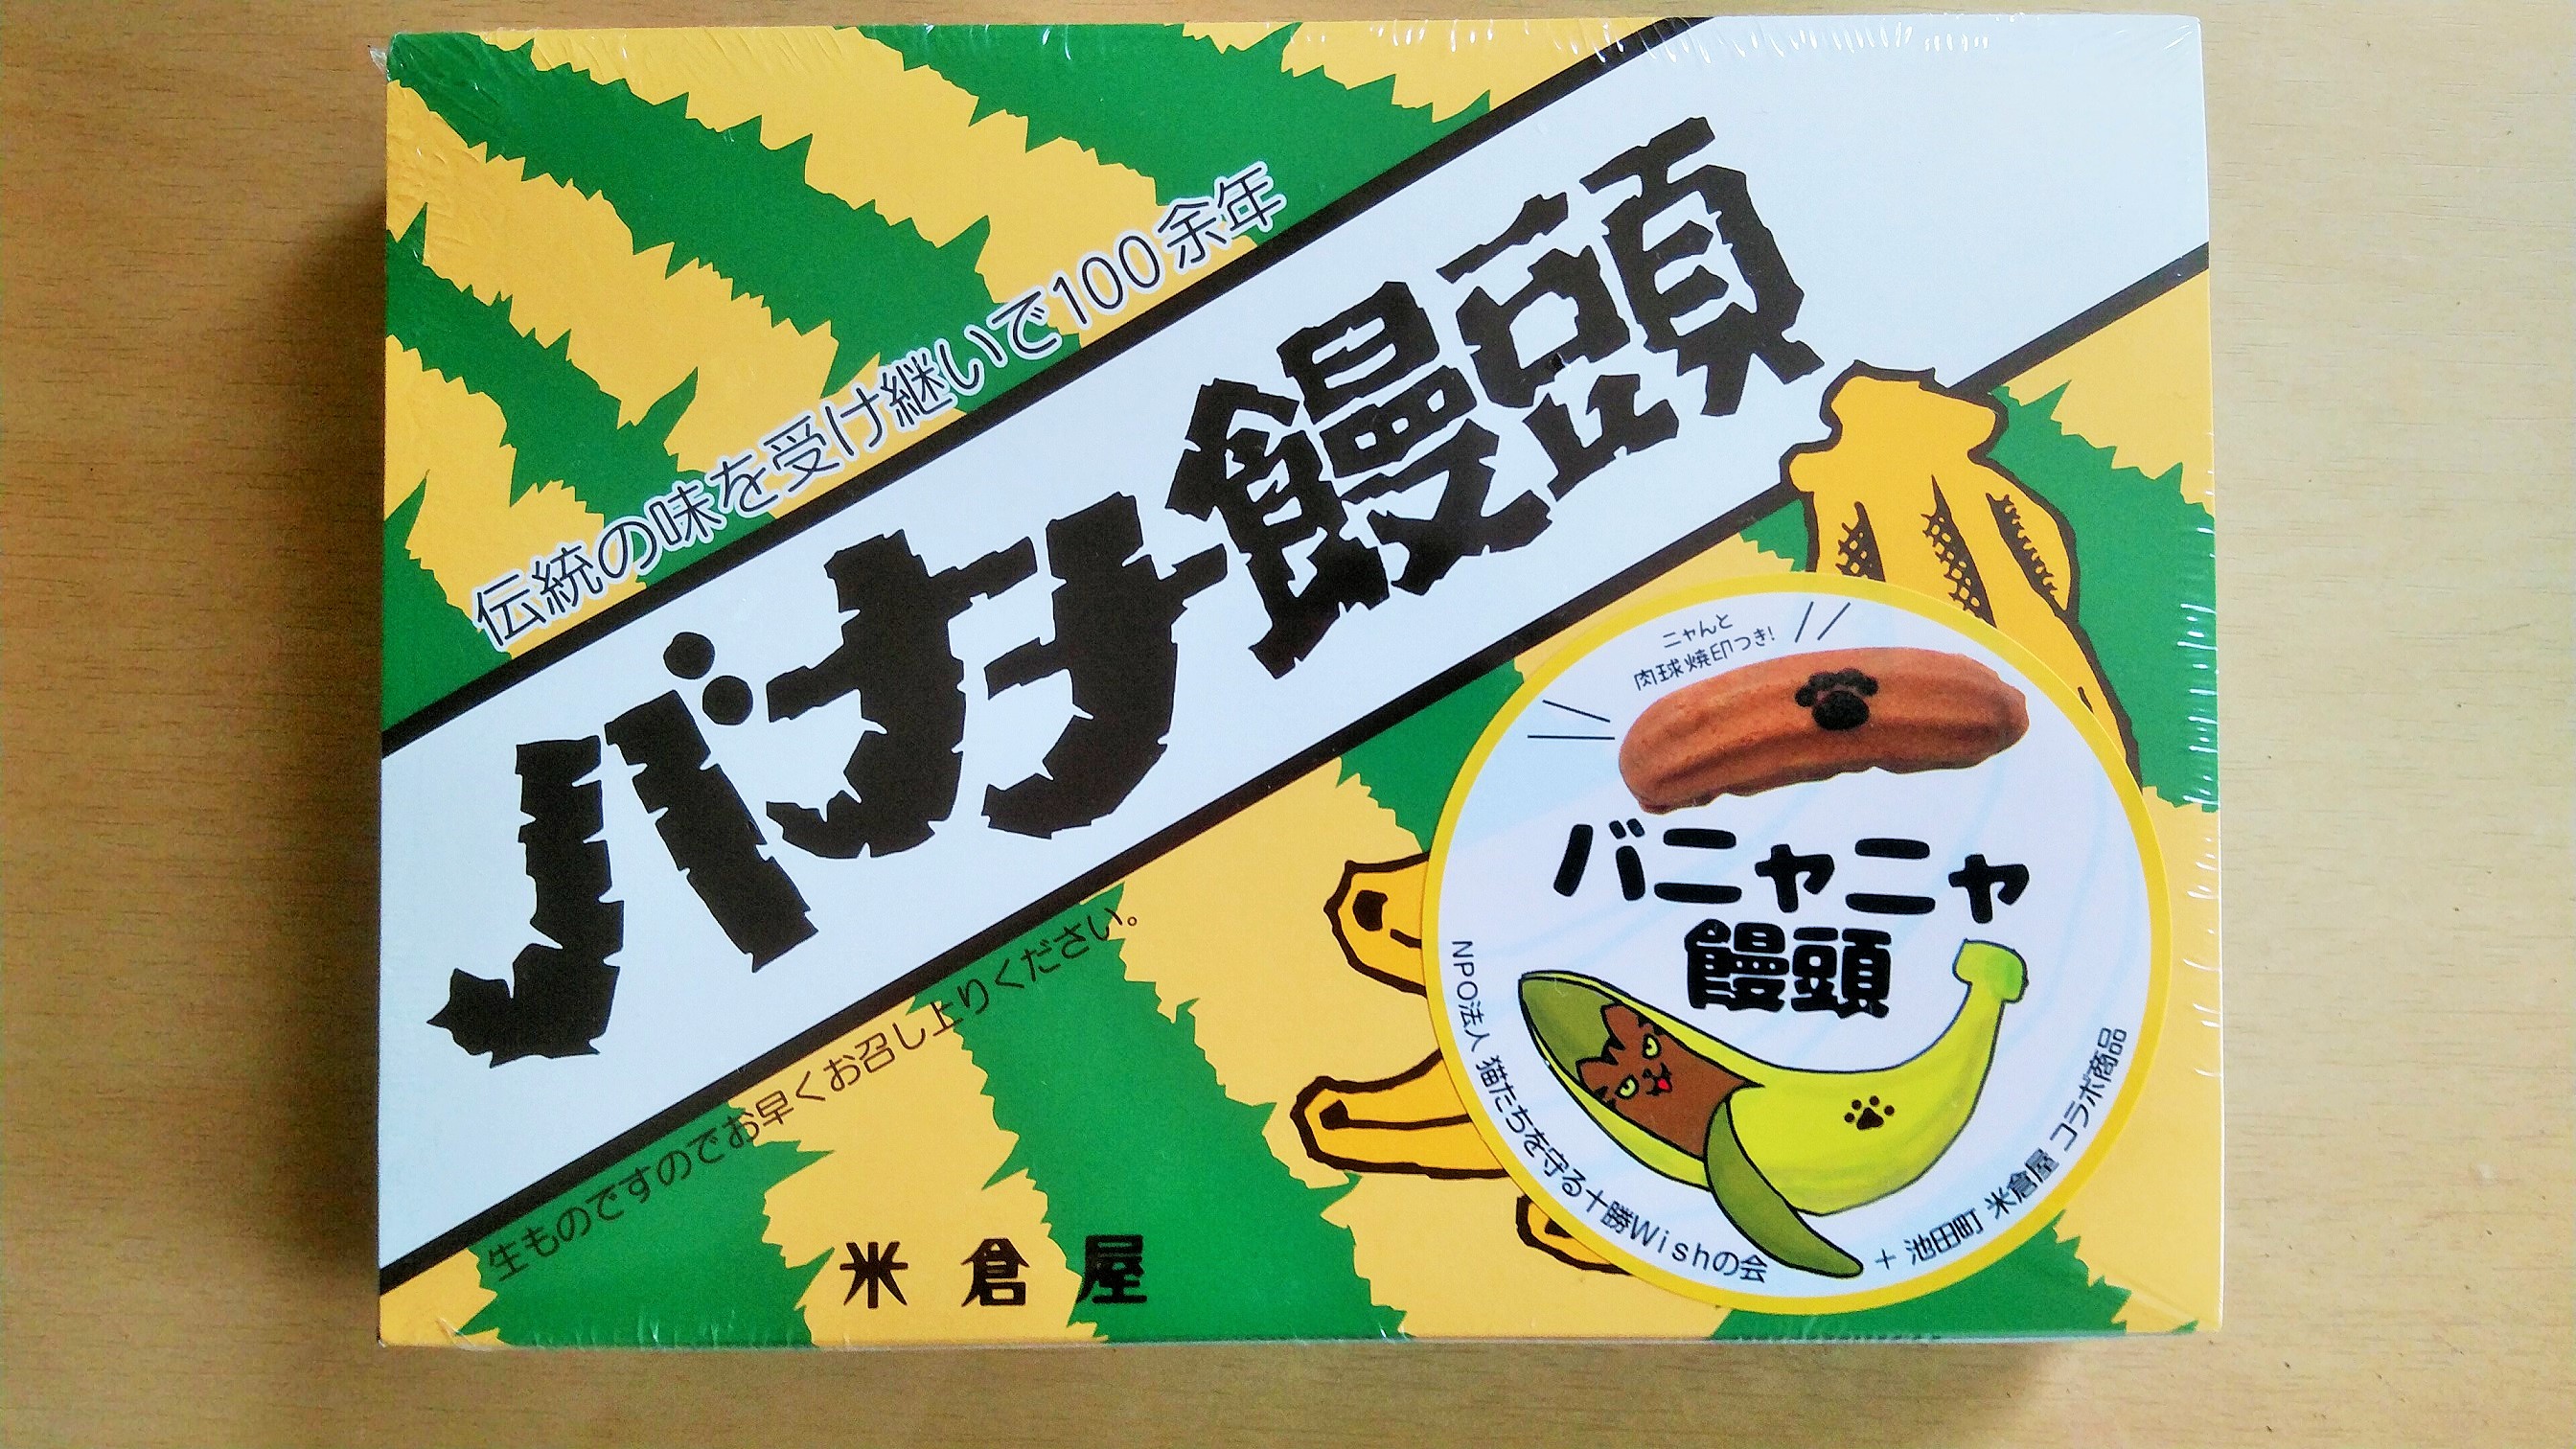 伝統の味を受け継いで100余年
バナナ饅頭
生ものですのでお早くお召し上りください。
米倉屋
ニャんと
肉球焼印つき!
バニャニャ
饅頭
NPO法人 猫たちを守る十勝Wishの会 + 池田町 米倉屋 コラボ商品